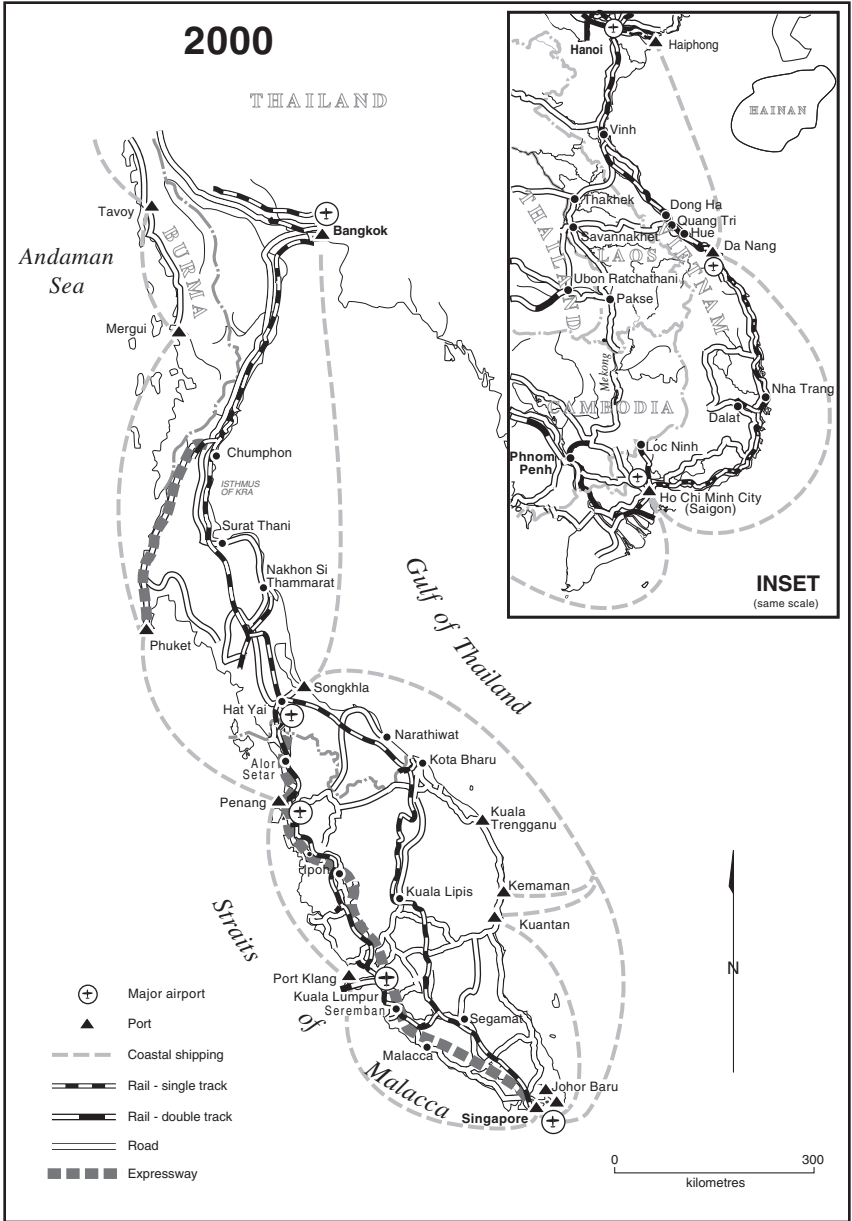 2000
THAILAND
Tavoy
BURMA
Bangkok
Andaman
Sea
Mergui
Chumphon
ISTHMUS
OF KRA
Surat Thani
Nakhon Si
Thammarat
Phuket
Gulf of Thailand
Songkhla
Hat Yai
Narathiwat
Alor
Setar
Kota Bharu
Penang
Kuala
Trengganu
Ipoh
Kemaman
Kuala Lipis
Kuantan
Straits
of
Malacca
Port Klang
Kuala Lumpur
Seremban
Segamat
Malacca
Johor Baru
Singapore
Hanoi
Haiphong
HAINAN
Vinh
Thakhek
Dong Ha
Quang Tri
Hue
Da Nang
Savannakhet
THAILAND
LAOS
VIETNAM
Ubon Ratchathani
Pakse
Mekong
CAMBODIA
Nha Trang
Dalat
Loc Ninh
Phnom
Penh
Ho Chi Minh City
(Saigon)
INSET
(same scale)
Major airport
Port
Coastal shipping
Rail - single track
Rail - double track
Road
Expressway
N
0 300
kilometres